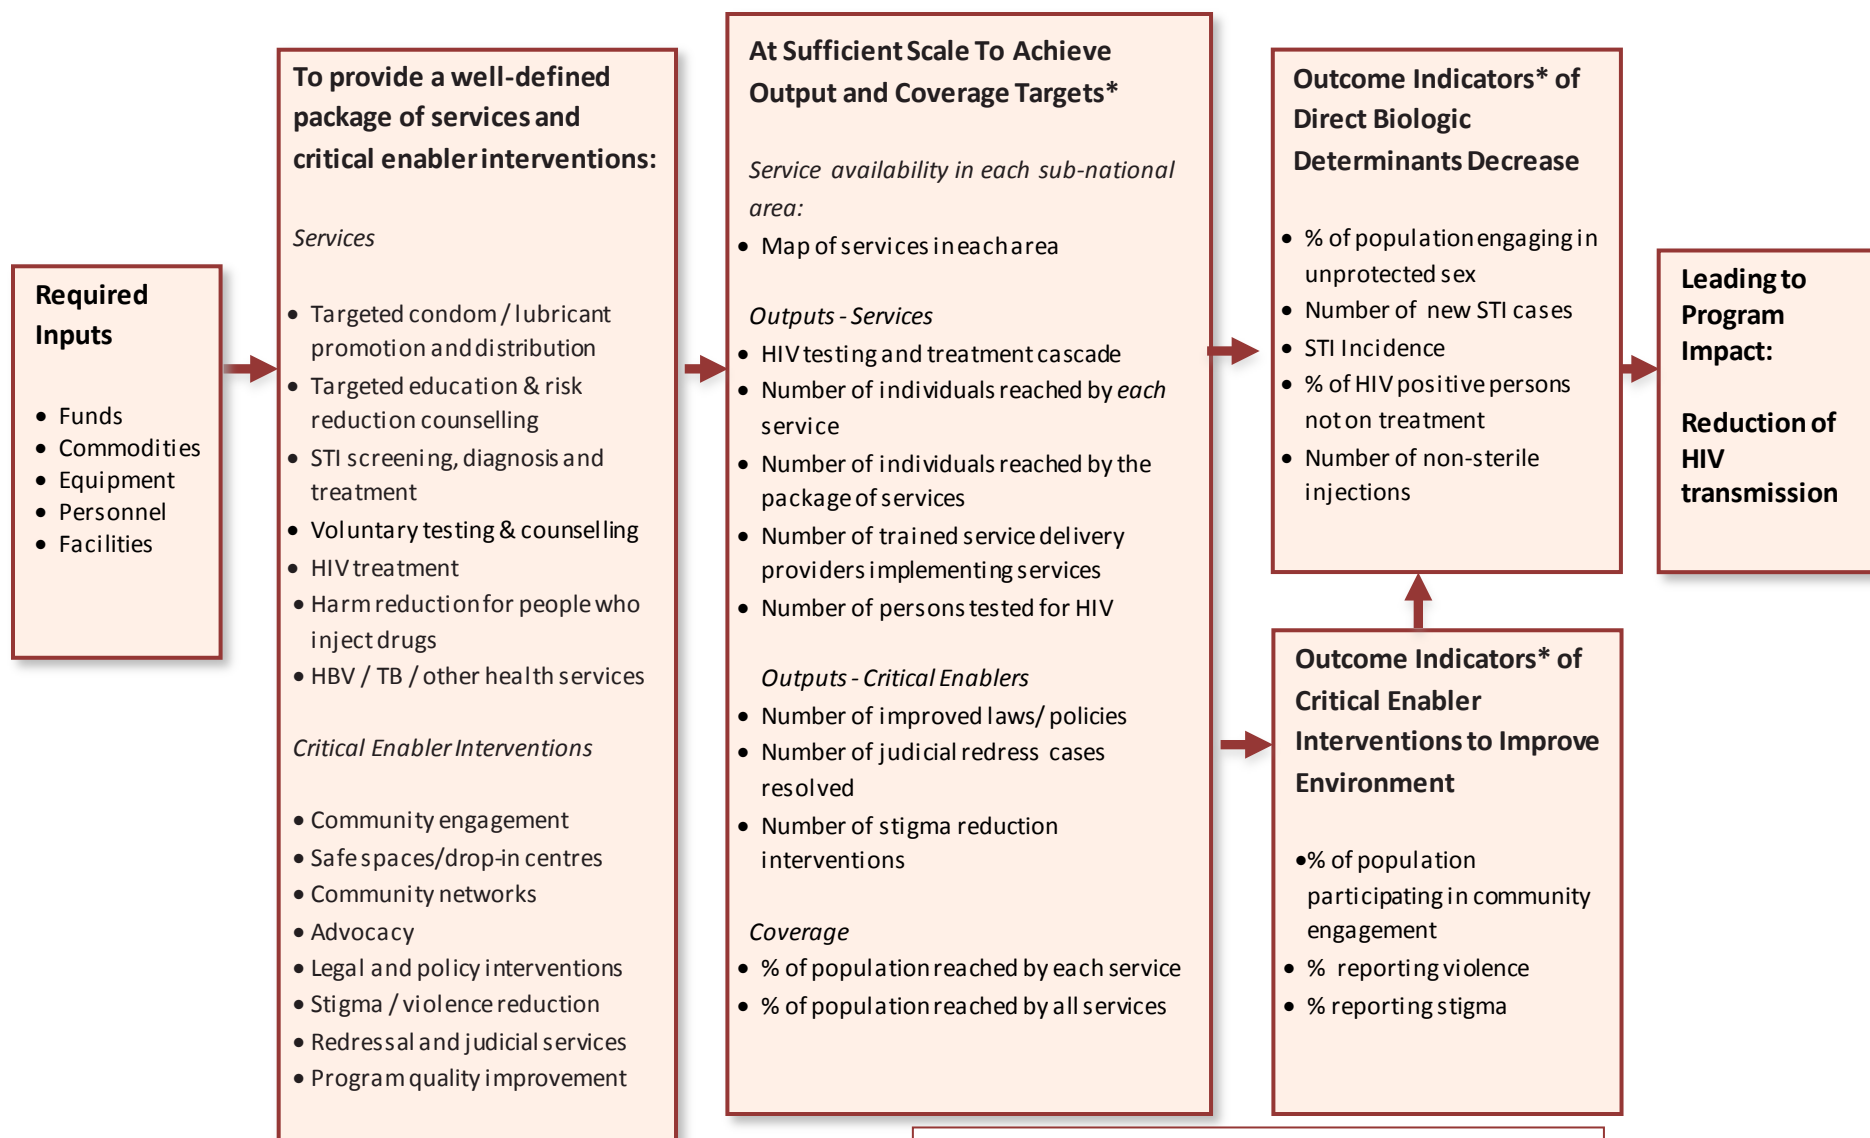 Required
Inputs
• Funds
• Commodities
• Equipment
• Personnel
• Facilities
To provide a well-defined
package of services and
critical enabler interventions:
Services
• Targeted condom / lubricant
promotion and distribution
• Targeted education & risk
reduction counselling
• STI screening, diagnosis and
treatment
• Voluntary testing & counselling
• HIV treatment
• Harm reduction for people who
inject drugs
• HBV / TB / other health services
Critical Enabler Interventions
• Community engagement
• Safe spaces/drop-in centres
• Community networks
• Advocacy
• Legal and policy interventions
• Stigma / violence reduction
• Redressal and judicial services
• Program quality improvement
At Sufficient Scale To Achieve
Output and Coverage Targets*
Service availability in each sub-national
area:
• Map of services in each area
Outputs - Services
• HIV testing and treatment cascade
• Number of individuals reached by each
service
• Number of individuals reached by the
package of services
• Number of trained service delivery
providers implementing services
• Number of persons tested for HIV
Outputs - Critical Enablers
• Number of improved laws/ policies
• Number of judicial redress cases
resolved
• Number of stigma reduction
interventions
Coverage
• % of population reached by each service
• % of population reached by all services
Outcome Indicators* of
Direct Biologic
Determinants Decrease
• % of population engaging in
unprotected sex
• Number of new STI cases
• STI Incidence
• % of HIV positive persons
not on treatment
• Number of non-sterile
injections
Outcome Indicators* of
Critical Enabler
Interventions to Improve
Environment
• % of population
participating in community
engagement
• % reporting violence
• % reporting stigma
Leading to
Program
Impact:
Reduction of
HIV
transmission